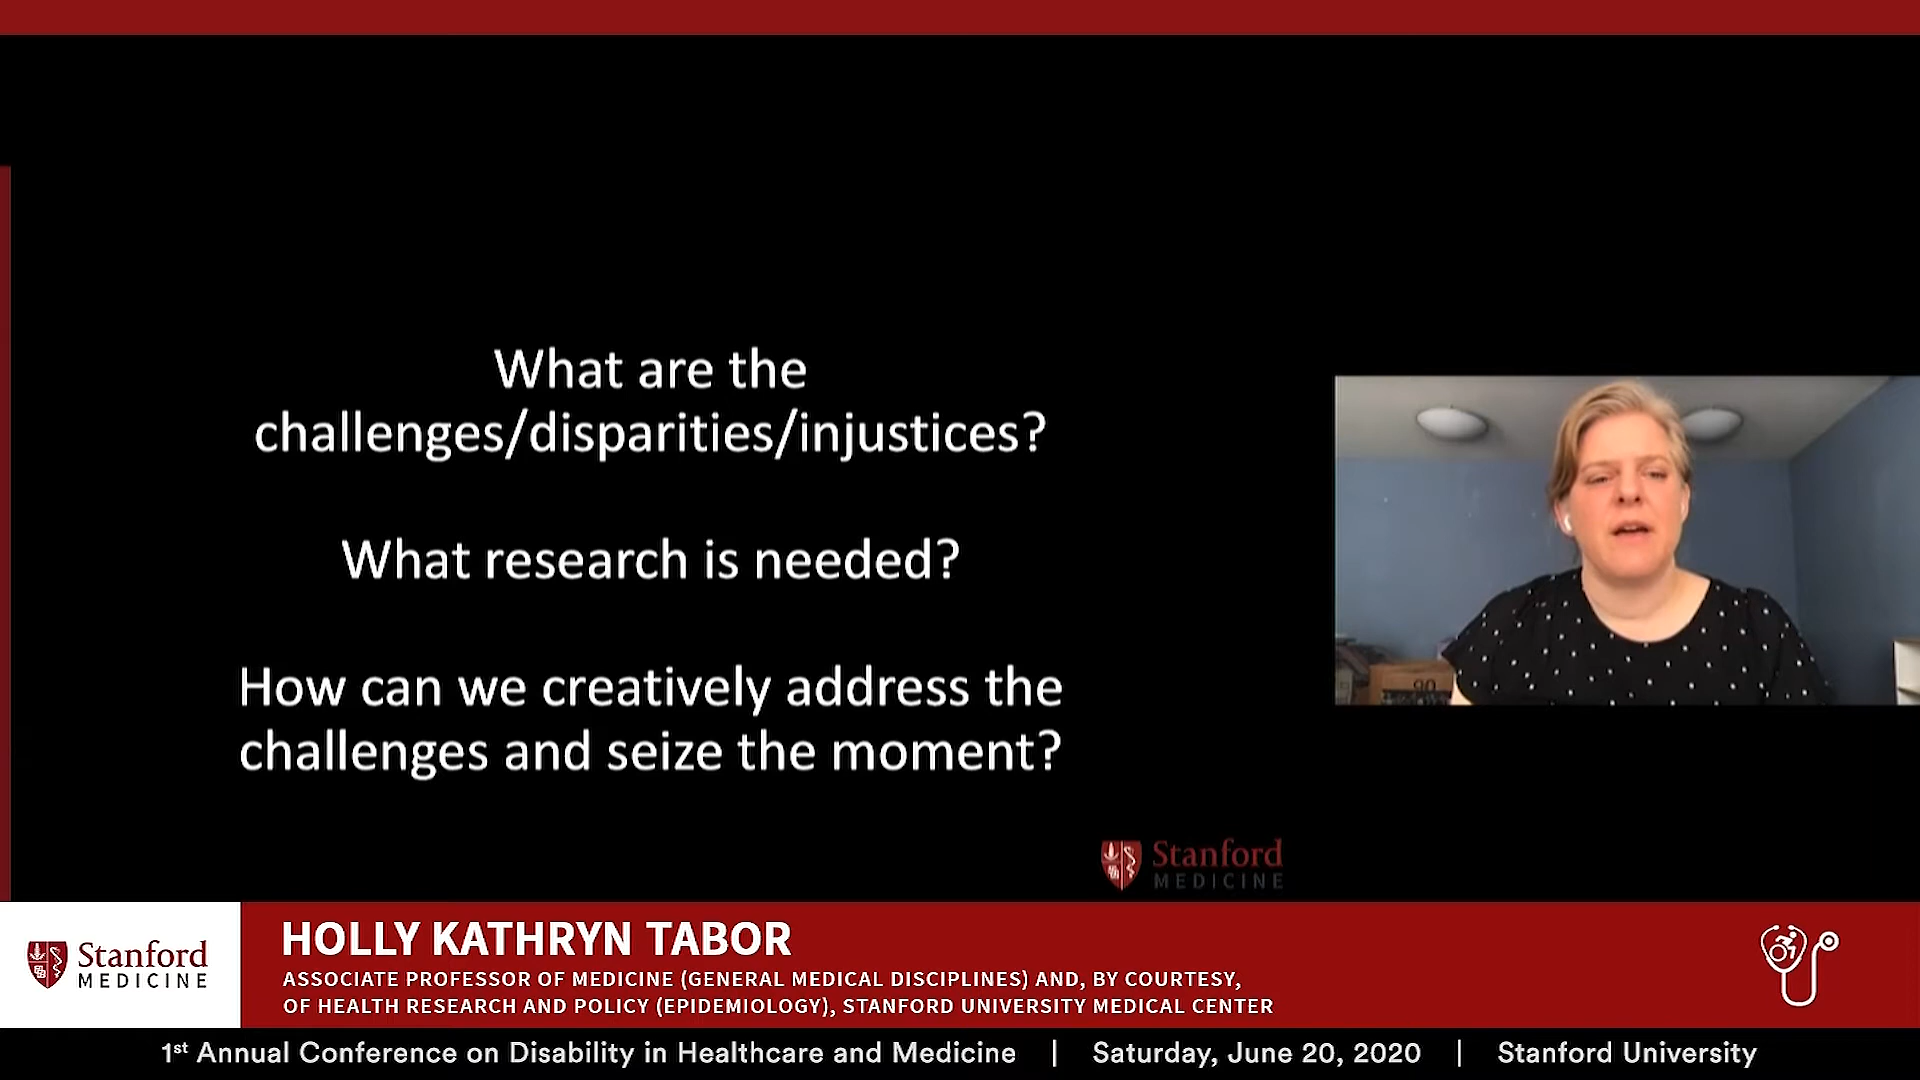 What are the
challenges/disparities/injustices?
What research is needed?
How can we creatively address the
challenges and seize the moment?
90
Stanford
MEDICINE
Stanford
MEDICINE
HOLLY KATHRYN TABOR
ASSOCIATE PROFESSOR OF MEDICINE (GENERAL MEDICAL DISCIPLINES) AND, BY COURTESY,
OF HEALTH RESEARCH AND POLICY (EPIDEMIOLOGY), STANFORD UNIVERSITY MEDICAL CENTER
1st Annual Conference on Disability in Healthcare and Medicine | Saturday, June 20, 2020 | Stanford University